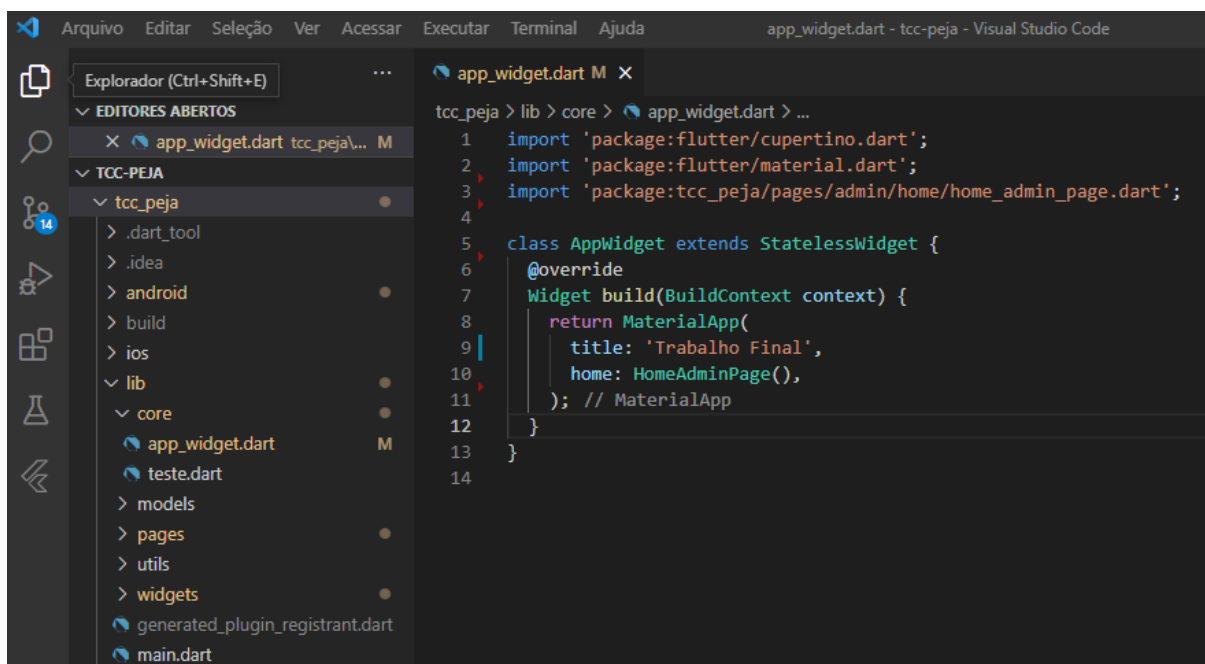 Arquivo Editar Seleção Ver Acessar Executar Terminal Ajuda app_widget.dart - tcc-peja - Visual Studio Code
Explorador (Ctrl+Shift+E) ...
EDITORES ABERTOS
app_widget.dart tcc_peja\... M
TCC-PEJA
tcc_peja
.dart_tool
.idea
android
build
ios
lib
core
app_widget.dart M
teste.dart
models
pages
utils
widgets
generated_plugin_registrant.dart
main.dart
14
app_widget.dart M
tcc_peja > lib > core > app_widget.dart > ...
1 import 'package:flutter/cupertino.dart';
2 import 'package:flutter/material.dart';
3 import 'package:tcc_peja/pages/admin/home/home_admin_page.dart';
4
5 class AppWidget extends StatelessWidget {
6 @override
7 Widget build(BuildContext context) {
8 return MaterialApp(
9 title: 'Trabalho Final',
10 home: HomeAdminPage(),
11 ); // MaterialApp
12 }
13 }
14